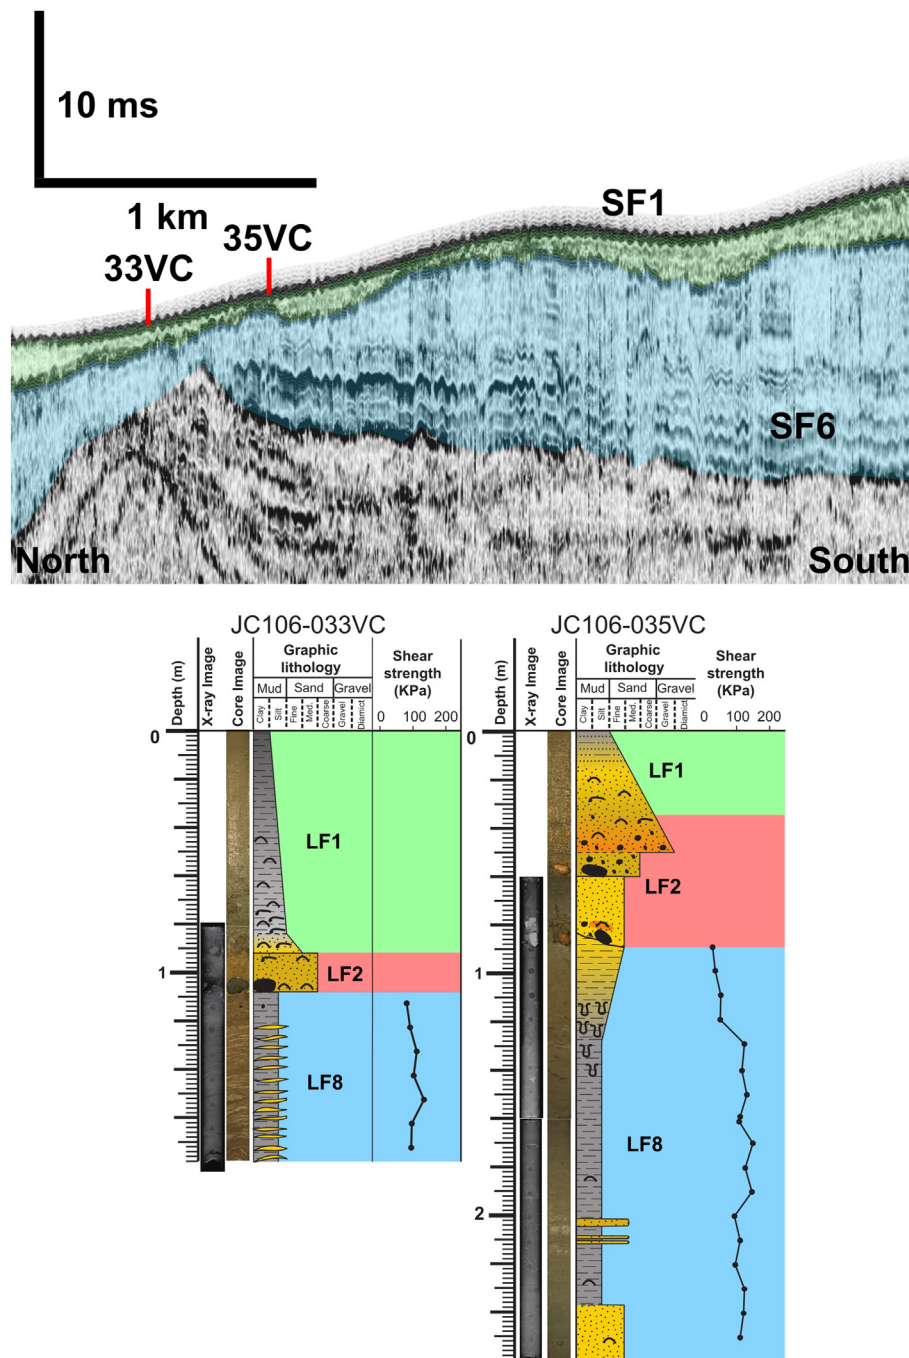 10 ms
1 km
SF1
35VC
33VC
SF6
North
South
JC106-033VC
Depth (m)
X-ray Image
Core Image
Graphic
lithology
Mud
Sand
Gravel
Clay
Silt
Fine
Med.
Coarse
Gravel
Diamict
Shear
strength
(KPa)
0 100 200
0
LF1
1
LF2
LF8
JC106-035VC
Depth (m)
X-ray Image
Core Image
Graphic
lithology
Mud
Sand
Gravel
Clay
Silt
Fine
Med.
Coarse
Gravel
Diamict
Shear
strength
(KPa)
0 100 200
0
LF1
LF2
1
LF8
2